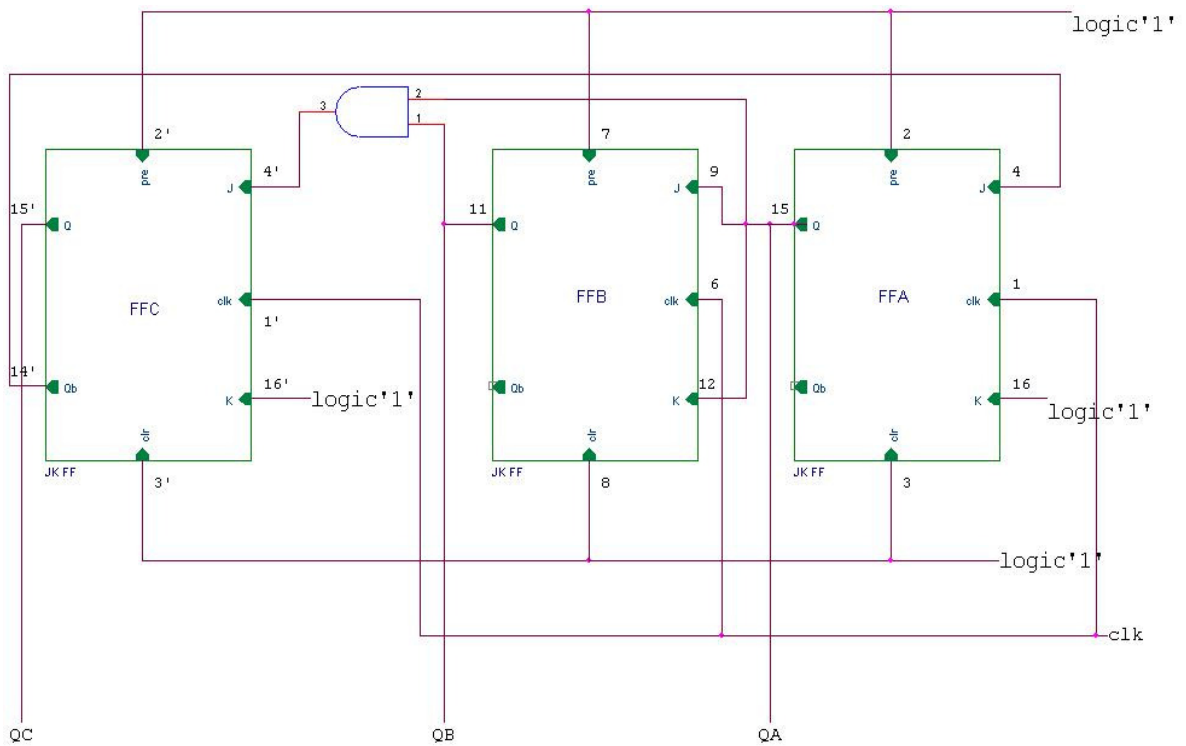 logic'1'
3
2
1
2'
7
2
pre
pre
pre
4'
J
9
J
4
J
15'
Q
11
Q
15
Q
FFC
FFB
FFA
clk
1'
clk
6
clk
1
14'
Qb
16'
K
logic'1'
Qb
12
K
Qb
16
K
logic'1'
clr
clr
clr
JK FF
JK FF
JK FF
3'
8
3
logic'1'
clk
QC
QB
QA